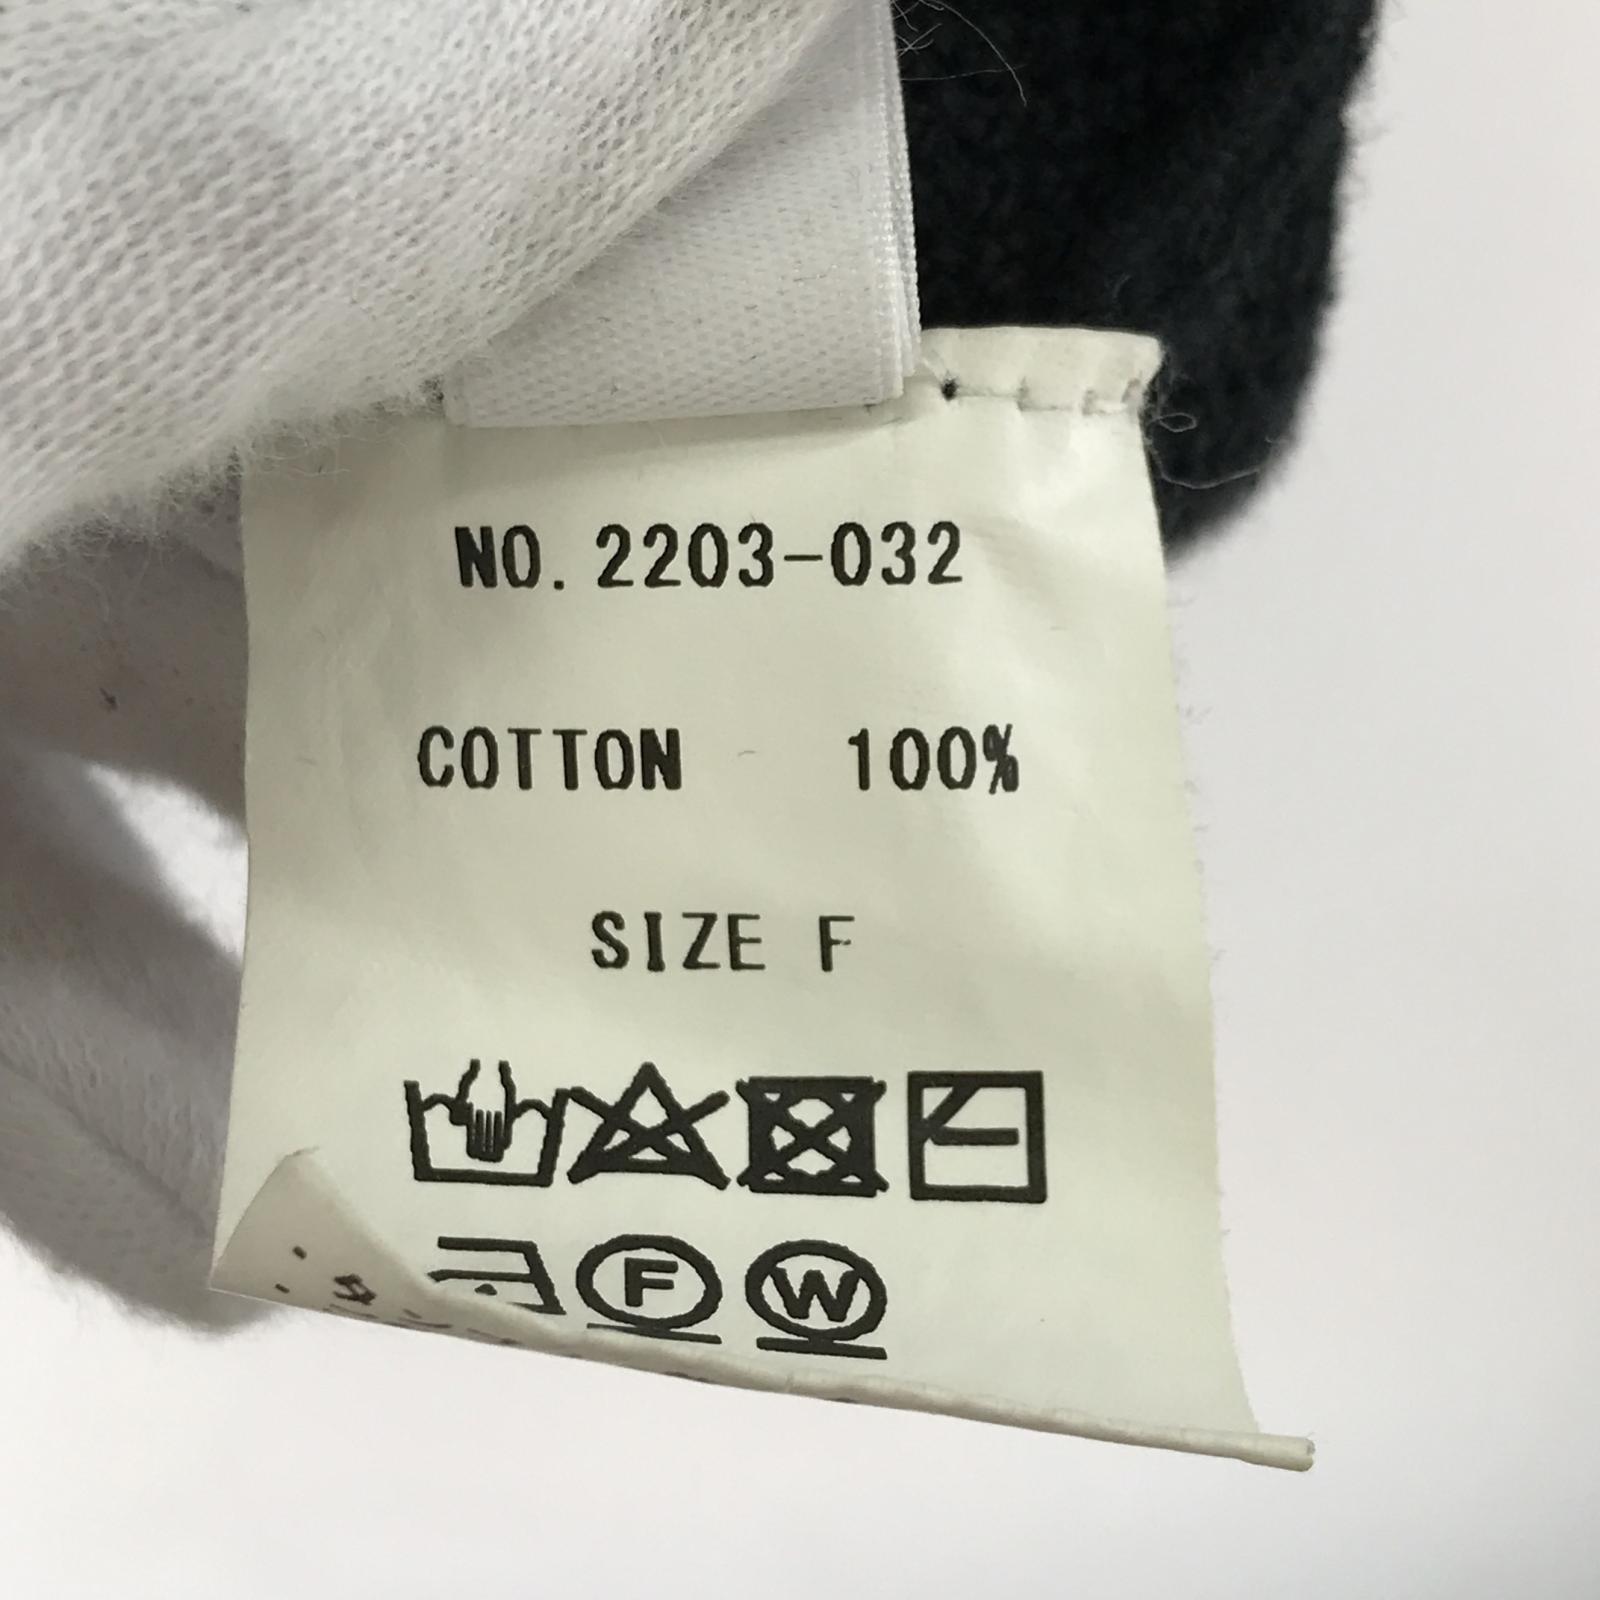 NO. 2203-032
COTTON 100%
SIZE F
F W